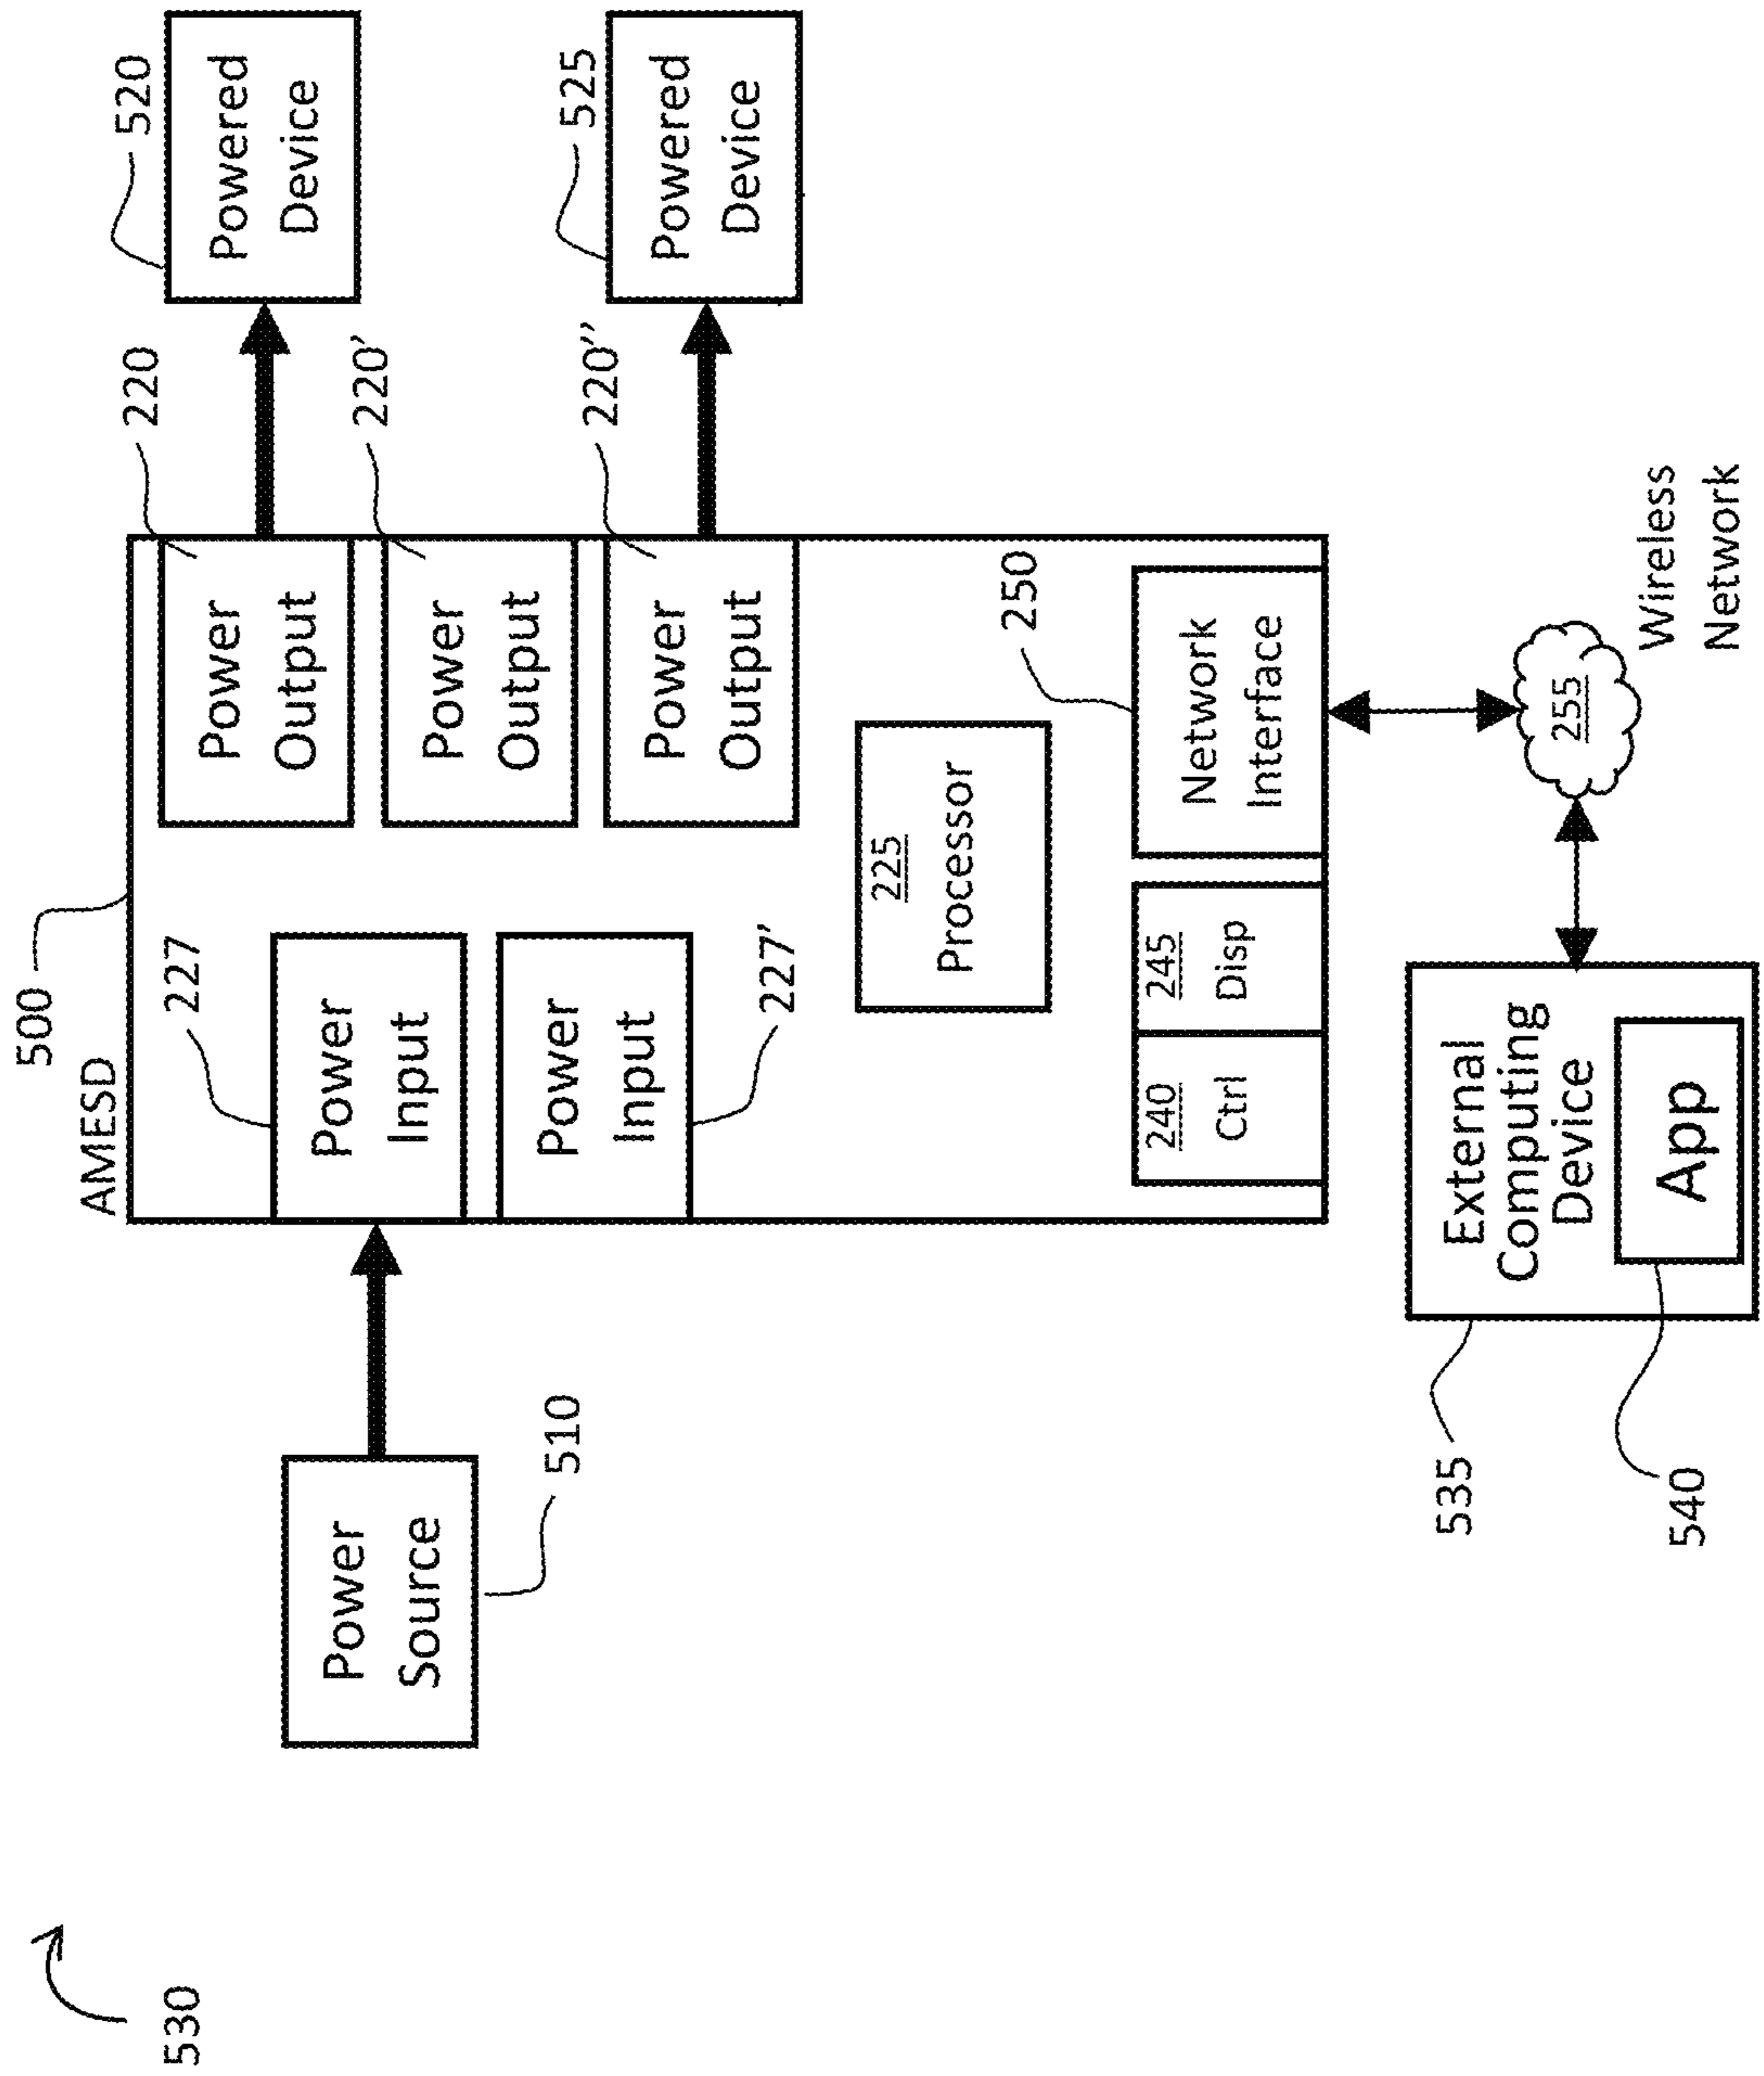 530
AMESD
500
Power
Source
510
227
Power
Input
Power
Input
227'
Power
Output
220
Power
Output
220'
Power
Output
220''
Powered
Device
520
Powered
Device
525
225
Processor
240
Ctrl
245
Disp
250
Network
Interface
255
Wireless
Network
External
Computing
Device
App
535
540